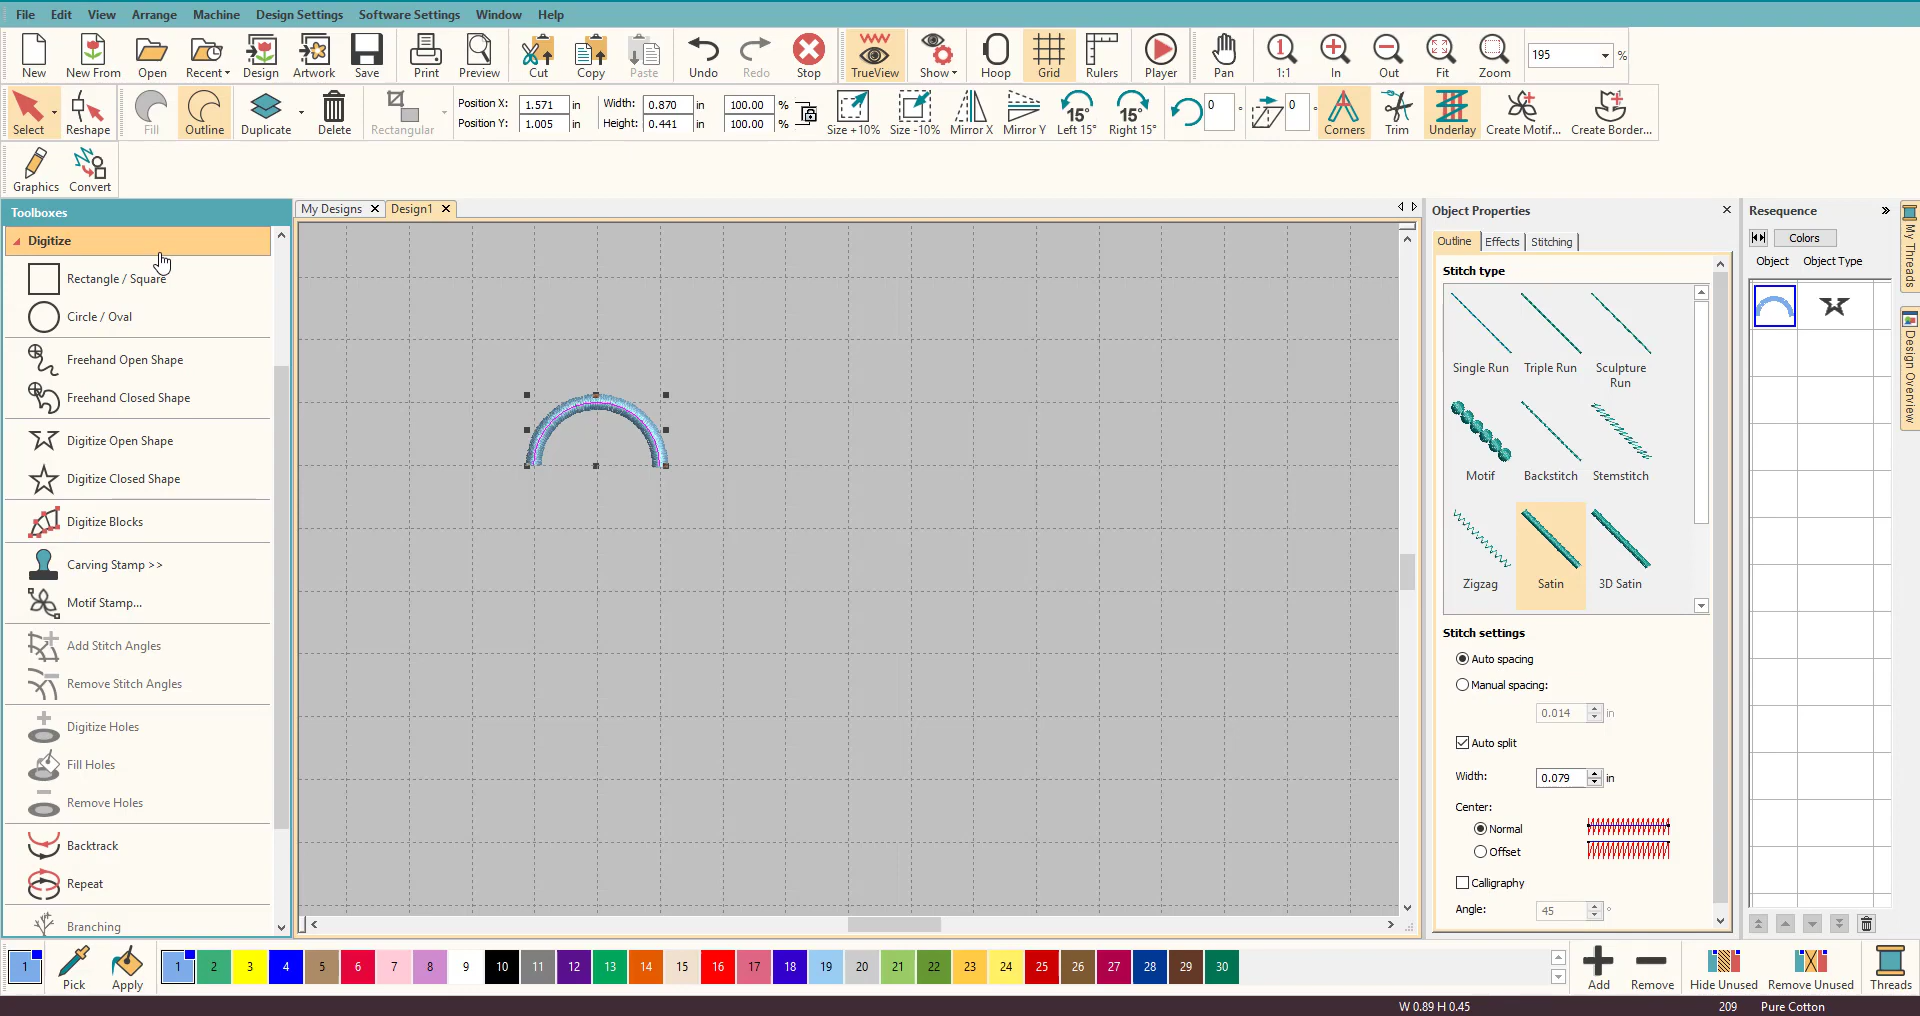 File Edit View Arrange Machine Design Settings Software Settings Window Help
New New From Open Recent Design Artwork Save Print Preview Cut Copy Paste Undo Redo Stop TrueView Show Hoop Grid Rulers Player Pan 1:1 In Out Fit Zoom 195 %
Select Reshape Fill Outline Duplicate Delete Rectangular Position X: 1.571 in Width: 0.870 in 100.00 % Size +10% Size -10% Mirror X Mirror Y 15° Left 15° 15° Right 15° 0 ° 0 ° Corners Trim Underlay Create Motif... Create Border...
Position Y: 1.005 in Height: 0.441 in 100.00 %
Graphics Convert
Toolboxes
Digitize
Rectangle / Square
Circle / Oval
Freehand Open Shape
Freehand Closed Shape
Digitize Open Shape
Digitize Closed Shape
Digitize Blocks
Carving Stamp >>
Motif Stamp...
Add Stitch Angles
Remove Stitch Angles
Digitize Holes
Fill Holes
Remove Holes
Backtrack
Repeat
Branching
My Designs Design1
Object Properties
Outline Effects Stitching
Stitch type
Single Run Triple Run Sculpture Run
Motif Backstitch Stemstitch
Zigzag Satin 3D Satin
Stitch settings
Auto spacing
Manual spacing:
0.014 in
Auto split
Width: 0.079 in
Center:
Normal
Offset
Calligraphy
Angle: 45 °
Resequence
Colors
Object Object Type
My Threads
Design Overview
1 Pick Apply 1 2 3 4 5 6 7 8 9 10 11 12 13 14 15 16 17 18 19 20 21 22 23 24 25 26 27 28 29 30 Add Remove Hide Unused Remove Unused Threads
W 0.89 H 0.45 209 Pure Cotton